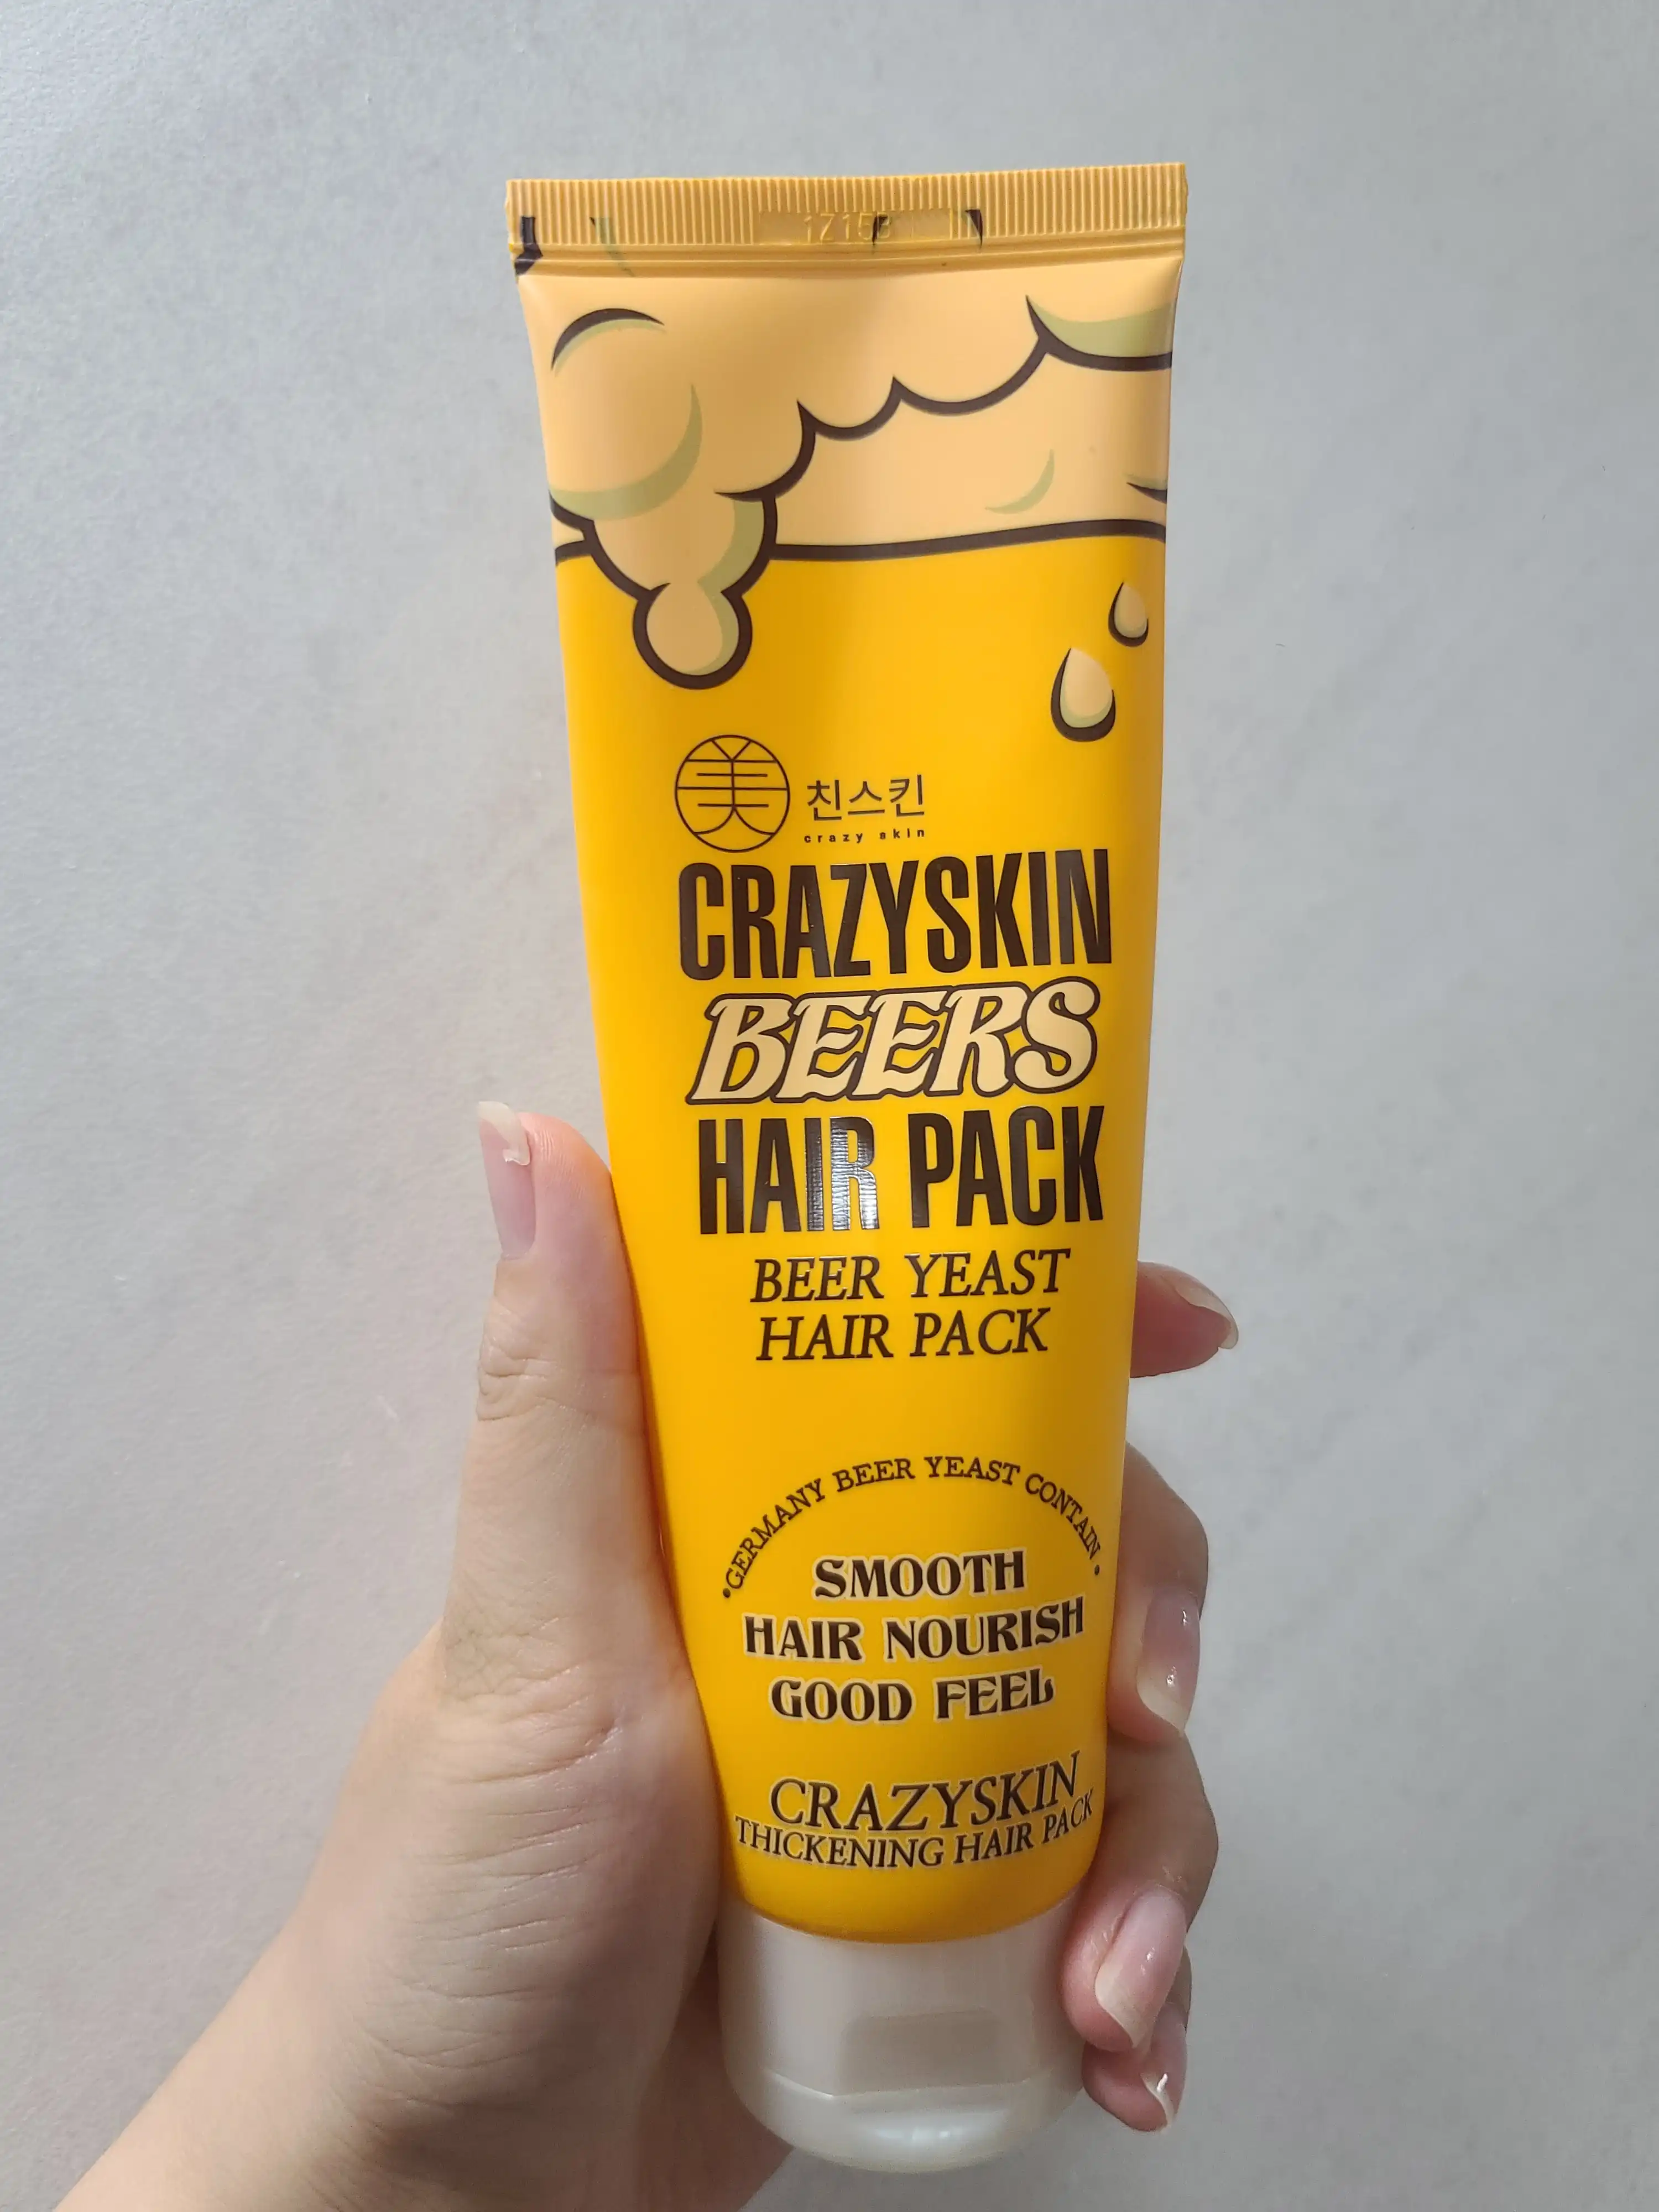 美 친스킨
crazy skin
CRAZYSKIN
BEERS
HAIR PACK
BEER YEAST
HAIR PACK
•GERMANY BEER YEAST CONTAIN•
SMOOTH
HAIR NOURISH
GOOD FEEL
CRAZYSKIN
THICKENING HAIR PACK